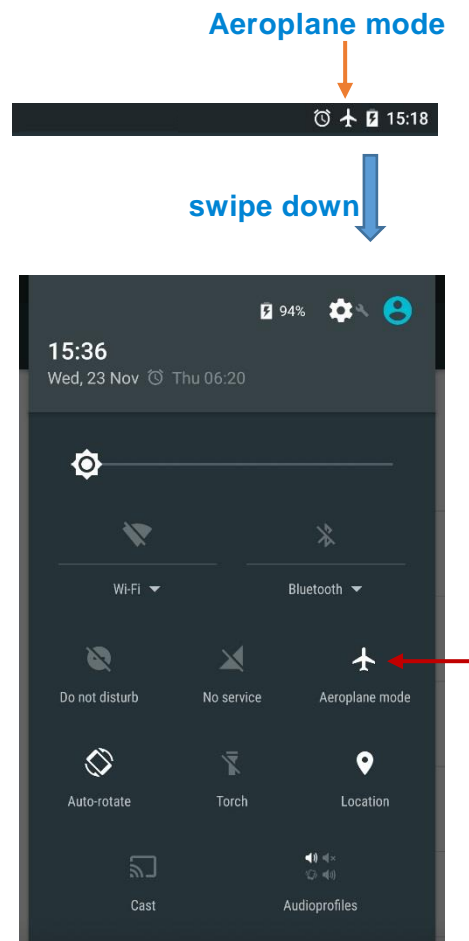 Aeroplane mode
15:18
swipe down
94%
15:36
Wed, 23 Nov Thu 06:20
Wi-Fi Bluetooth
Do not disturb No service Aeroplane mode
Auto-rotate Torch Location
Cast Audioprofiles